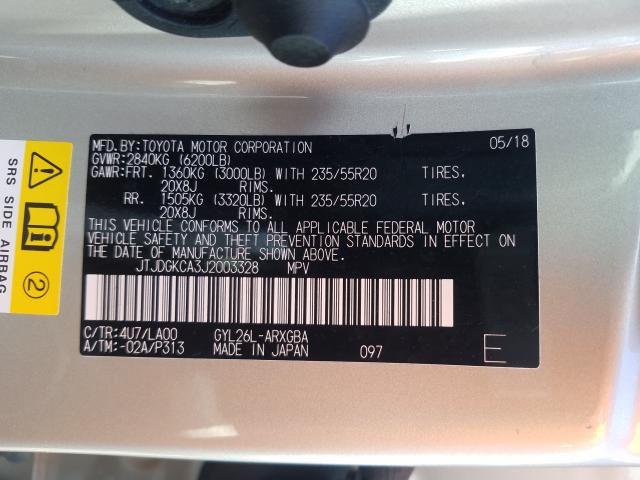 MFD.BY:TOYOTA MOTOR CORPORATION 05/18
GVWR:2840KG (6200LB)
GAWR:FRT. 1360KG (3000LB) WITH 235/55R20 TIRES.
20X8J RIMS.
RR. 1505KG (3320LB) WITH 235/55R20 TIRES.
20X8J RIMS.
THIS VEHICLE CONFORMS TO ALL APPLICABLE FEDERAL MOTOR
VEHICLE SAFETY AND THEFT PREVENTION STANDARDS IN EFFECT ON
THE DATE OF MANUFACTURE SHOWN ABOVE.
JTJDGKCA3J2003328 MPV
C/TR:4U7/LA00 GYL26L-ARXGBA
A/TM:-02A/P313 MADE IN JAPAN 097 E
SRS SIDE AIRBAG
2